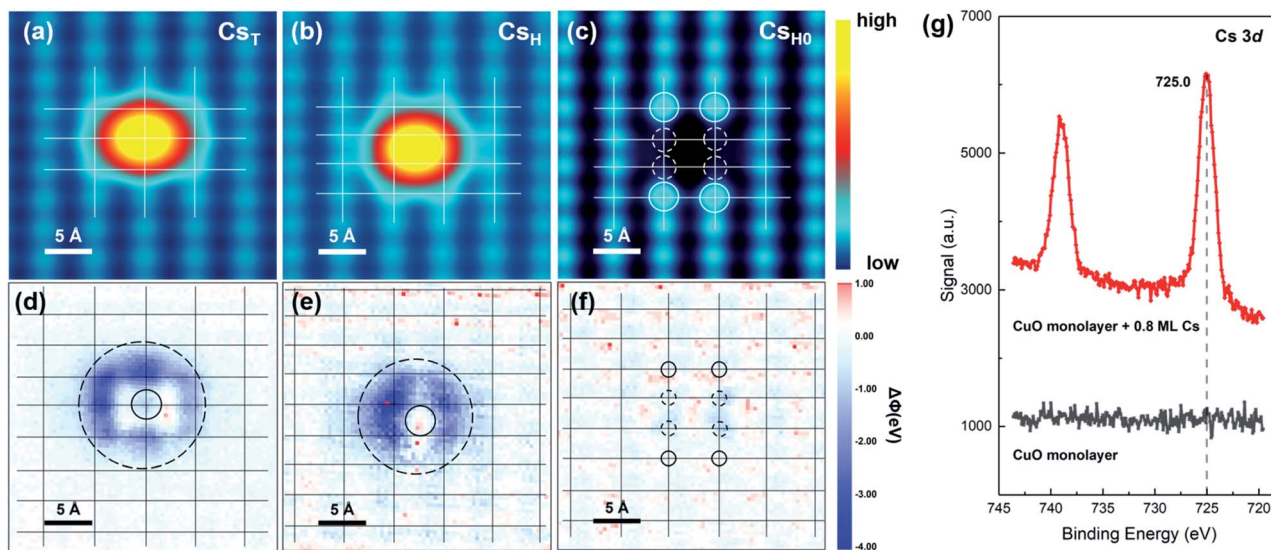 (a) Cs_T
(b) Cs_H
(c) Cs_H0
high
low
5 Å
5 Å
5 Å
(d)
(e)
(f)
1.00
0.00
-1.00
-2.00
-3.00
-4.00
ΔΦ(eV)
5 Å
5 Å
5 Å
(g)
Cs 3d
725.0
7000
5000
3000
1000
Signal (a.u.)
CuO monolayer + 0.8 ML Cs
CuO monolayer
745 740 735 730 725 720
Binding Energy (eV)